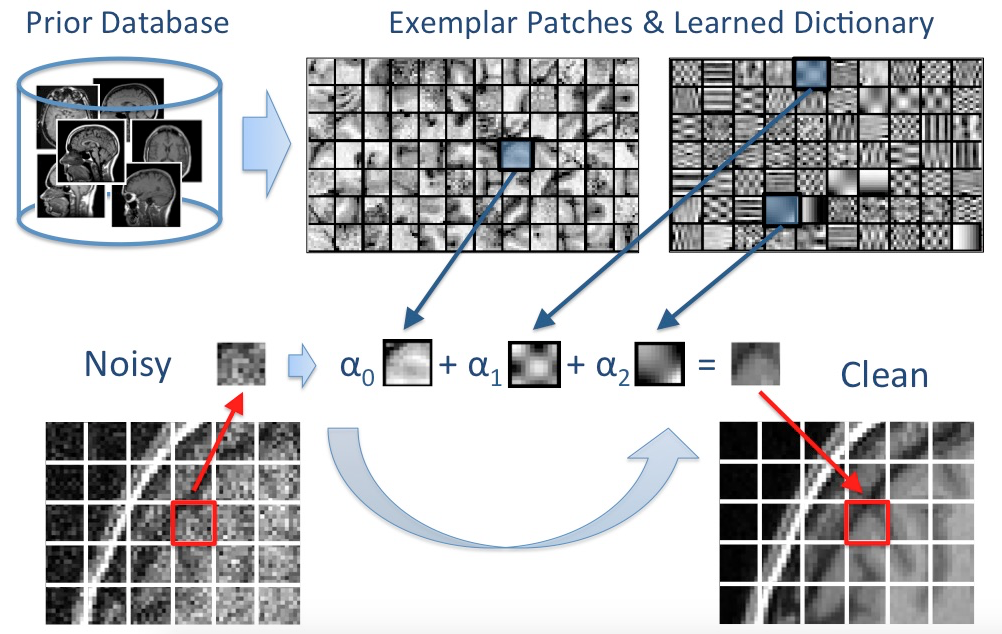 Prior Database
Exemplar Patches & Learned Dictionary
Noisy
α0 + α1 + α2 =
Clean